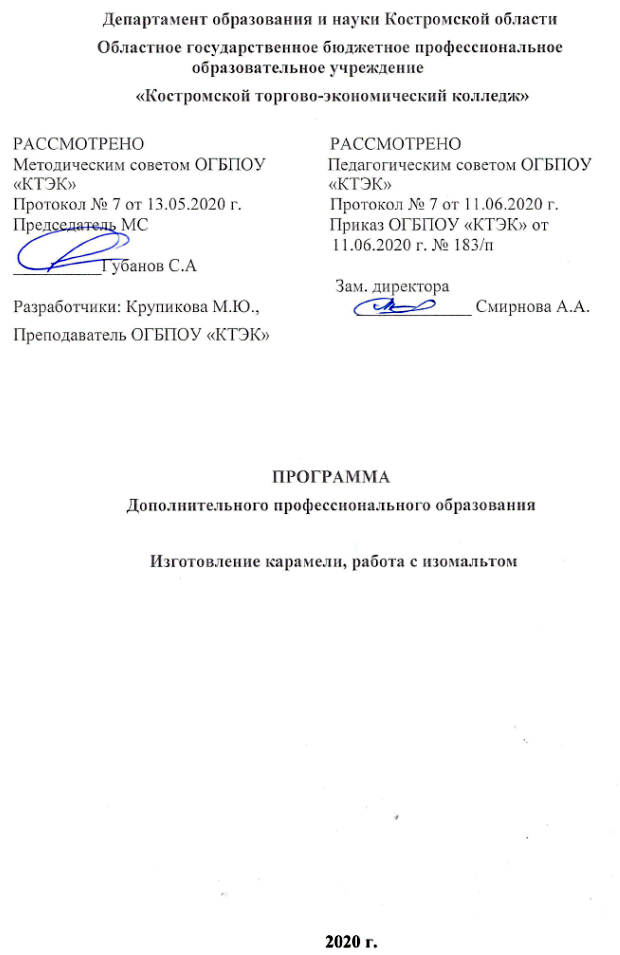 Департамент образования и науки Костромской области
Областное государственное бюджетное профессиональное
образовательное учреждение
«Костромской торгово-экономический колледж»
РАССМОТРЕНО
Методическим советом ОГБПОУ
«КТЭК»
Протокол № 7 от 13.05.2020 г.
Председатель МС
____________Губанов С.А
Разработчики: Крупикова М.Ю.,
Преподаватель ОГБПОУ «КТЭК»
РАССМОТРЕНО
Педагогическим советом ОГБПОУ
«КТЭК»
Протокол № 7 от 11.06.2020 г.
Приказ ОГБПОУ «КТЭК» от
11.06.2020 г. № 183/п
Зам. директора
____________ Смирнова А.А.
ПРОГРАММА
Дополнительного профессионального образования
Изготовление карамели, работа с изомальтом
2020 г.